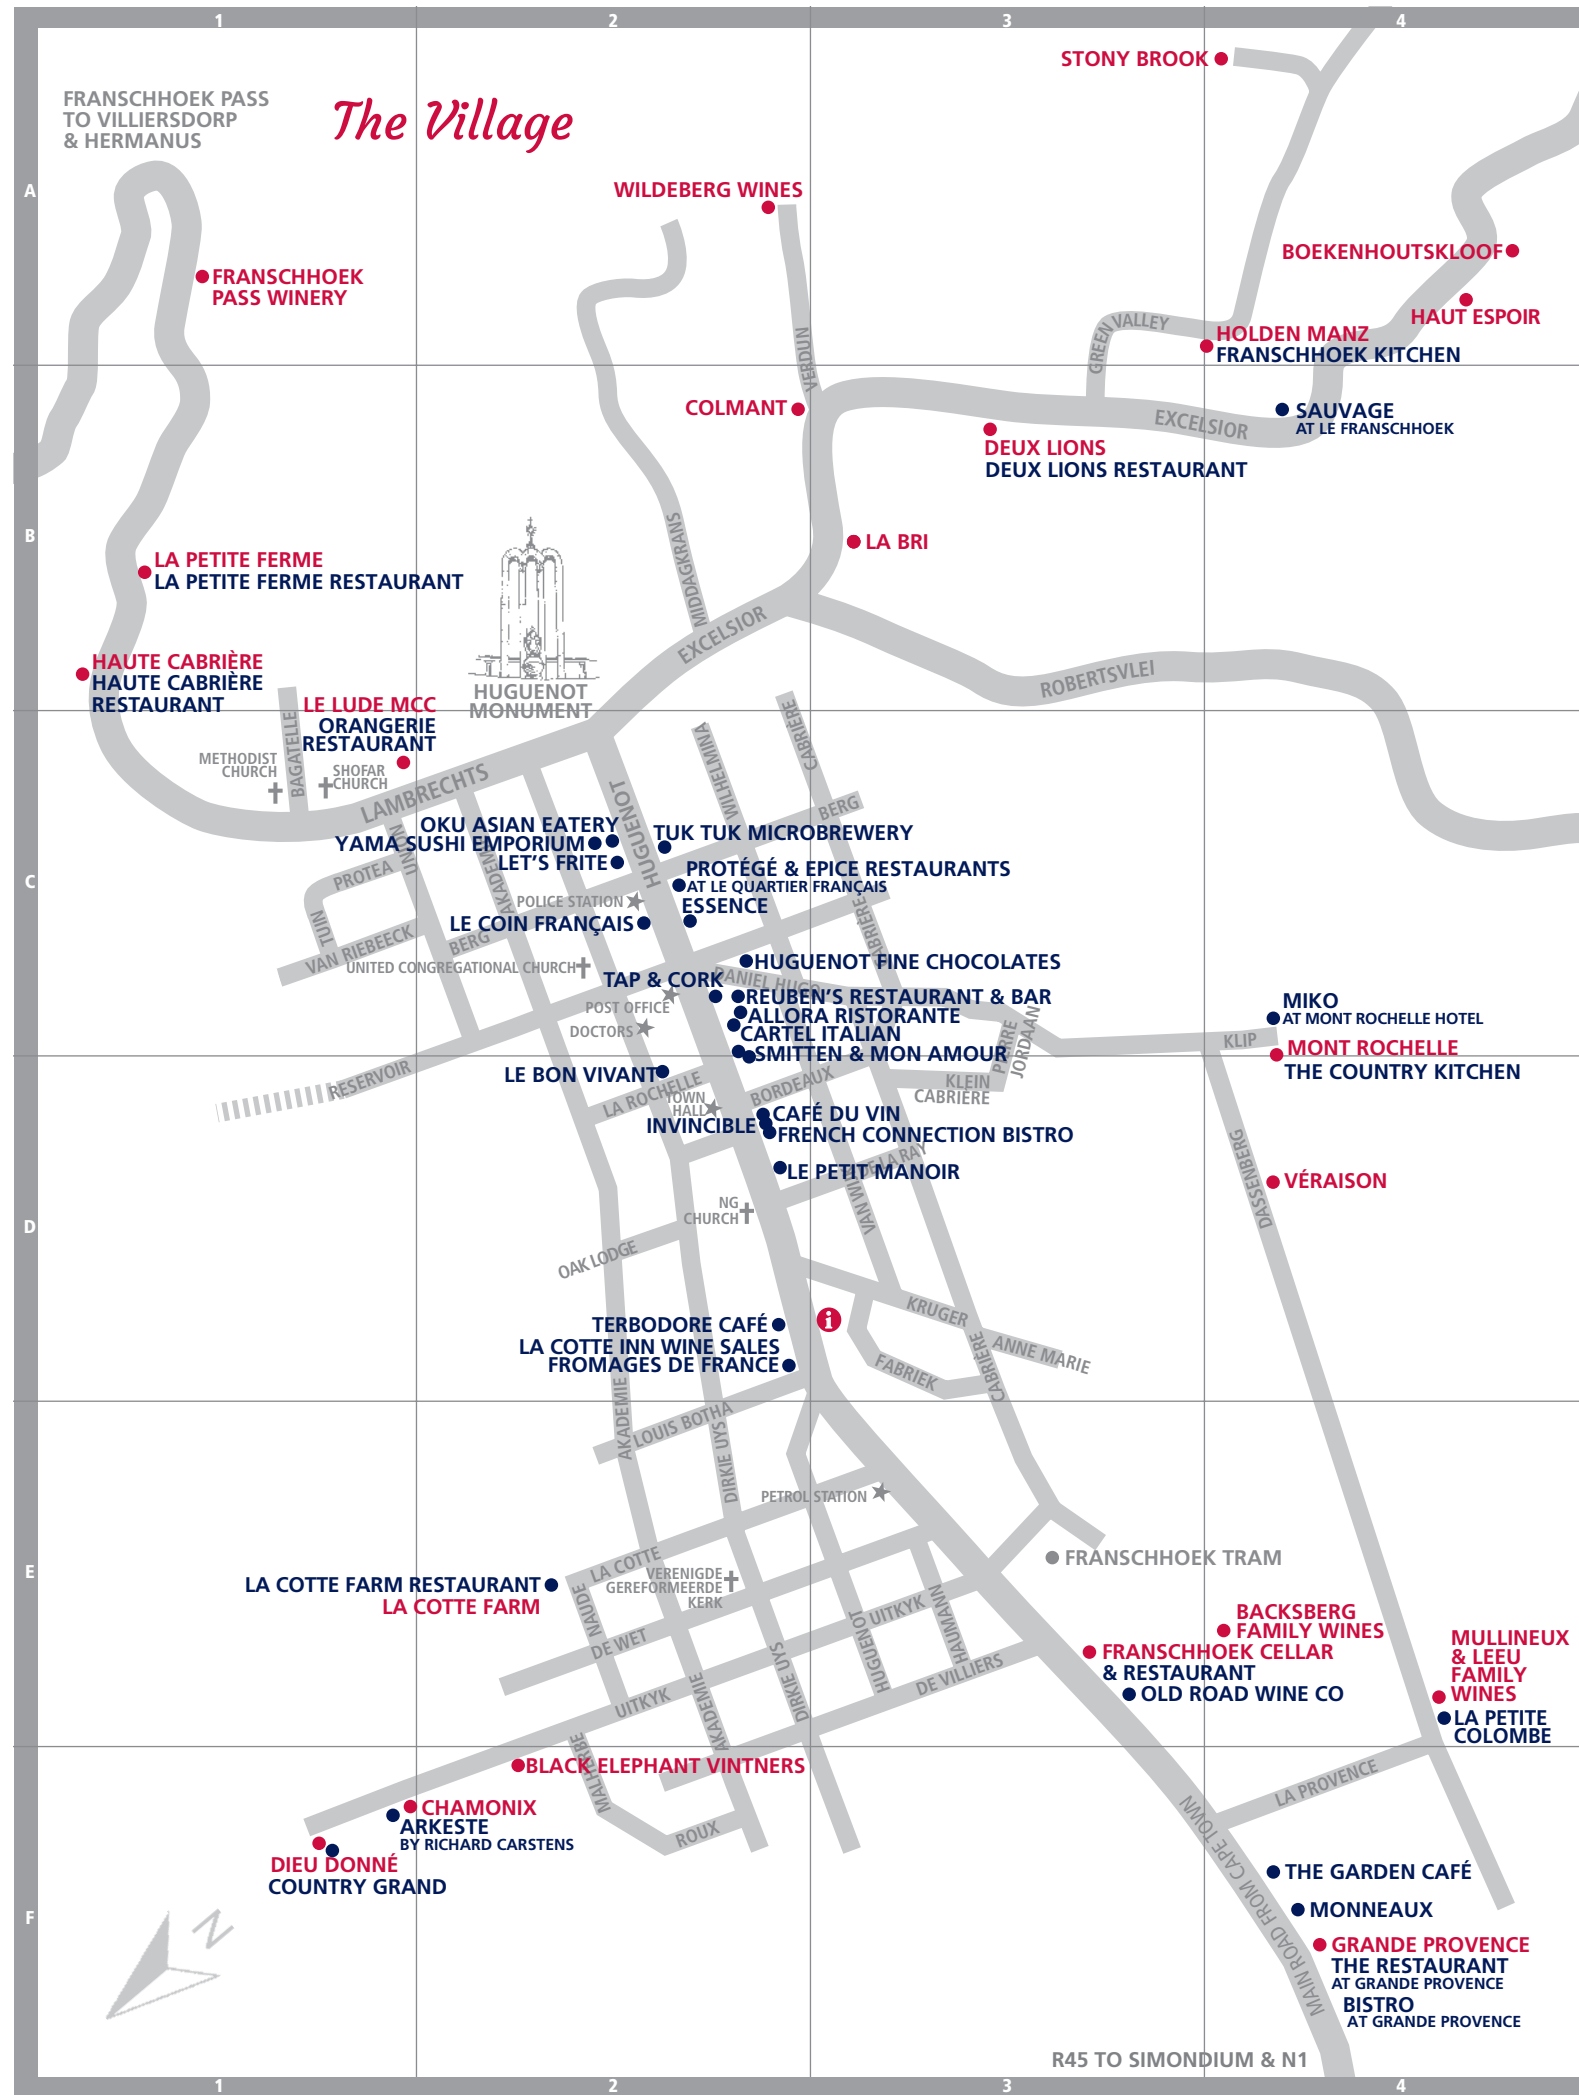 1
2
3
4
STONY BROOK
FRANSCHHOEK PASS
TO VILLIERSDORP
& HERMANUS
The Village
A
WILDEBERG WINES
BOEKENHOUTSKLOOF
FRANSCHHOEK
PASS WINERY
HAUT ESPOIR
GREEN VALLEY
HOLDEN MANZ
FRANSCHHOEK KITCHEN
VERDUN
COLMANT
SAUVAGE
AT LE FRANSCHHOEK
EXCELSIOR
DEUX LIONS
DEUX LIONS RESTAURANT
B
LA BRI
MIDDAGKRANS
LA PETITE FERME
LA PETITE FERME RESTAURANT
EXCELSIOR
ROBERTSVLEI
HAUTE CABRIÈRE
HAUTE CABRIÈRE
RESTAURANT
HUGUENOT
MONUMENT
LE LUDE MCC
ORANGERIE
RESTAURANT
BAGATELLE
METHODIST
CHURCH
SHOFAR
CHURCH
LAMBRECHTS
HUGUENOT
WILHELMINA
CABRIÈRE
BERG
OKU ASIAN EATERY
YAMA SUSHI EMPORIUM
LET'S FRITE
TUK TUK MICROBREWERY
UNION
AKADEMIE
PROTEA
C
PROTÉGÉ & EPICE RESTAURANTS
AT LE QUARTIER FRANÇAIS
ESSENCE
POLICE STATION
LE COIN FRANÇAIS
TUIN
VAN RIEBEECK
BERG
CABRIÈRE
UNITED CONGREGATIONAL CHURCH
HUGUENOT FINE CHOCOLATES
TAP & CORK
DANIEL HUGO
REUBEN'S RESTAURANT & BAR
POST OFFICE
ALLORA RISTORANTE
DOCTORS
CARTEL ITALIAN
SMITTEN & MON AMOUR
PIERRE
JORDAAN
MIKO
AT MONT ROCHELLE HOTEL
KLIP
MONT ROCHELLE
THE COUNTRY KITCHEN
RESERVOIR
LE BON VIVANT
LA ROCHELLE
BORDEAUX
KLEIN
CABRIÈRE
TOWN
HALL
CAFÉ DU VIN
INVINCIBLE
FRENCH CONNECTION BISTRO
DE LA RAY
LE PETIT MANOIR
DASSENBERG
VÉRAISON
NG
CHURCH
D
OAK LODGE
KRUGER
ANNE MARIE
TERBODORE CAFÉ
LA COTTE INN WINE SALES
FROMAGES DE FRANCE
FABRIEK
CABRIÈRE
AKADEMIE
LOUIS BOTHA
DIRKIE UYS
PETROL STATION
E
FRANSCHHOEK TRAM
LA COTTE
LA COTTE FARM RESTAURANT
LA COTTE FARM
VERENIGDE
GEREFORMEERDE
KERK
NAUDE
DE WET
UITKYK
HUGUENOT
HAUMANN
BACKSBERG
FAMILY WINES
FRANSCHHOEK CELLAR
& RESTAURANT
OLD ROAD WINE CO
MULLINEUX
& LEEU
FAMILY
WINES
LA PETITE
COLOMBE
DE VILLIERS
DIRKIE UYS
UITKYK
AKADEMIE
MALHERBE
BLACK ELEPHANT VINTNERS
CHAMONIX
ARKESTE
BY RICHARD CARSTENS
ROUX
LA PROVENCE
DIEU DONNÉ
COUNTRY GRAND
THE GARDEN CAFÉ
MONNEAUX
F
N
MAIN ROAD FROM CAPE TOWN
GRANDE PROVENCE
THE RESTAURANT
AT GRANDE PROVENCE
BISTRO
AT GRANDE PROVENCE
R45 TO SIMONDIUM & N1
1
2
3
4